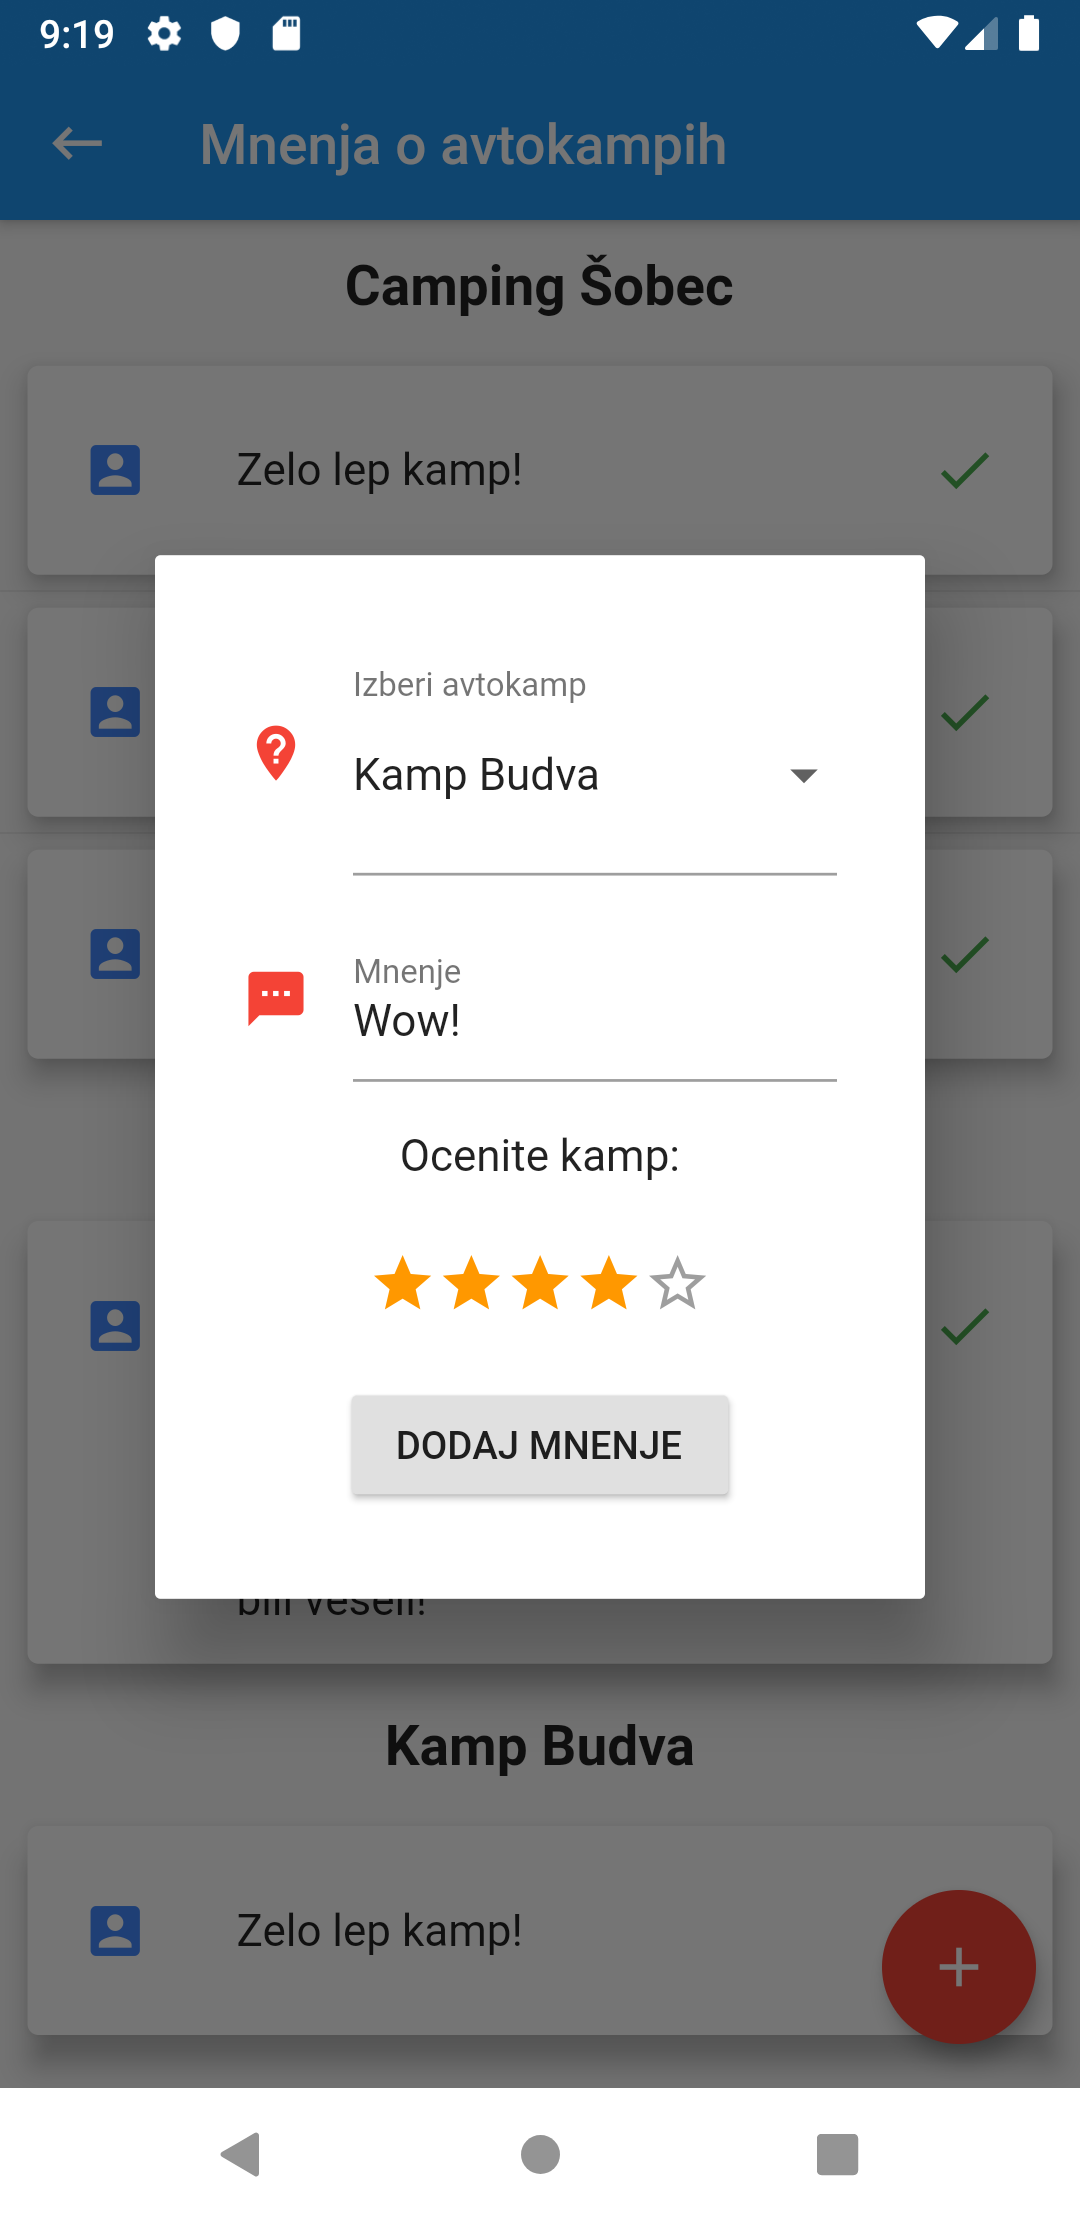 9:19
Mnenja o avtokampih
Camping Šobec
Zelo lep kamp!
Izberi avtokamp
Kamp Budva
Mnenje
Wow!
Ocenite kamp:
DODAJ MNENJE
bili veseli!
Kamp Budva
Zelo lep kamp!